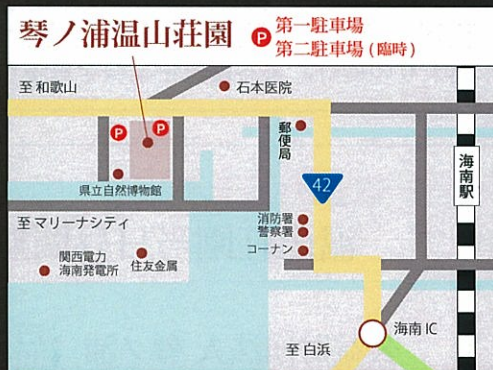 琴ノ浦温山荘園
P 第一駐車場
第二駐車場(臨時)
至 和歌山
石本医院
P
P
郵便局
海南駅
県立自然博物館
42
至 マリーナシティ
消防署
警察署
コーナン
関西電力
海南発電所
住友金属
海南 IC
至 白浜